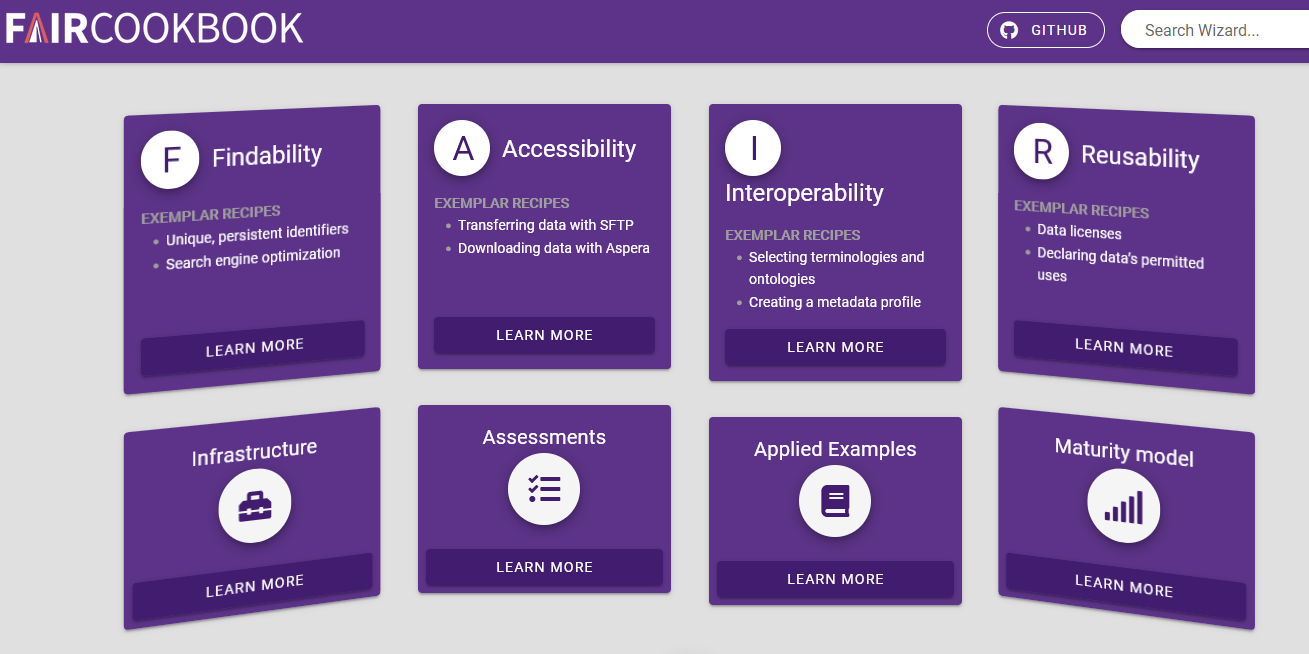 FAIRCOOKBOOK
GITHUB
Search Wizard...
F Findability
EXEMPLAR RECIPES
Unique, persistent identifiers
Search engine optimization
LEARN MORE
A Accessibility
EXEMPLAR RECIPES
Transferring data with SFTP
Downloading data with Aspera
LEARN MORE
I
Interoperability
EXEMPLAR RECIPES
Selecting terminologies and
ontologies
Creating a metadata profile
LEARN MORE
R Reusability
EXEMPLAR RECIPES
Data licenses
Declaring data's permitted
uses
LEARN MORE
Infrastructure
LEARN MORE
Assessments
LEARN MORE
Applied Examples
LEARN MORE
Maturity model
LEARN MORE